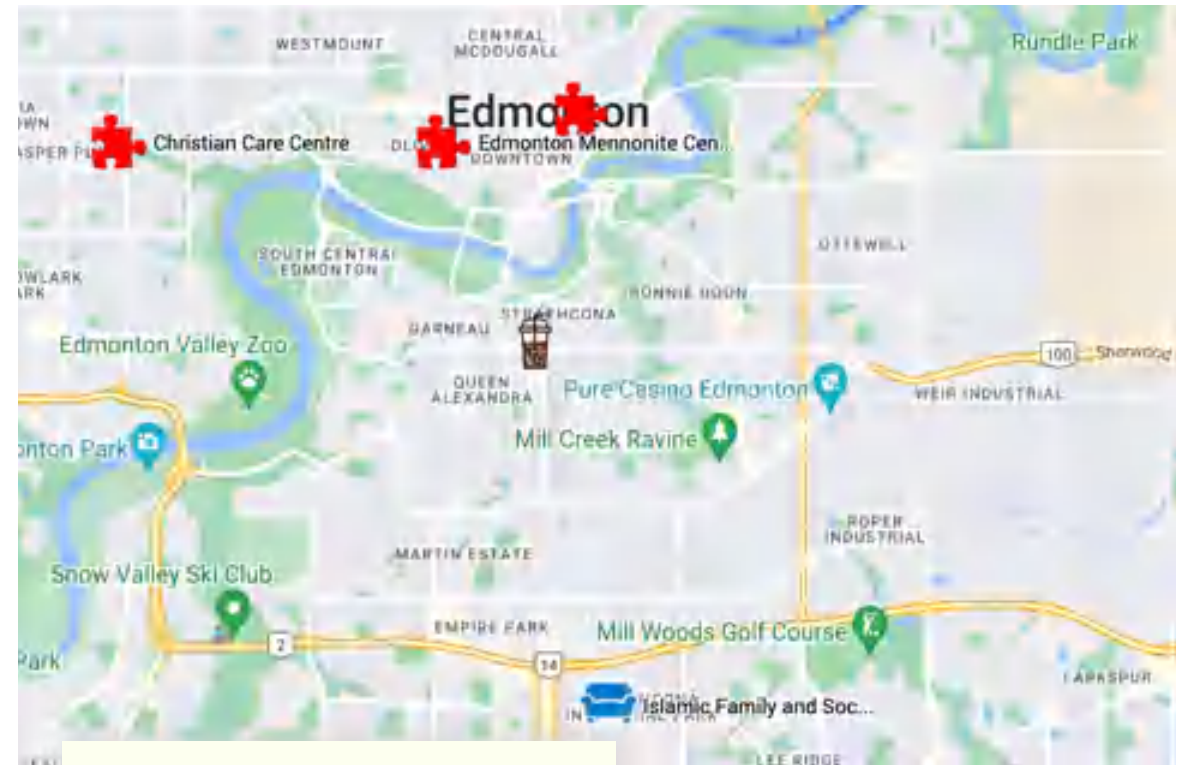 WESTMOUNT
CENTRAL
MCDOUGALL
Rundle Park
Christian Care Centre
Edmonton Mennonite Cen...
DOWNTOWN
SOUTH CENTRAL
EDMONTON
OTTEWELL
BONNIE DOON
STRATHCONA
GARNEAU
Edmonton Valley Zoo
100
Sherwood
QUEEN
ALEXANDRA
Pure Casino Edmonton
WEIR INDUSTRIAL
Mill Creek Ravine
onton Park
ROPER
INDUSTRIAL
MARTIN ESTATE
Snow Valley Ski Club
EMPIRE PARK
Mill Woods Golf Course
2
14
Park
LARKSPUR
Islamic Family and Soc...
LEE RIDGE